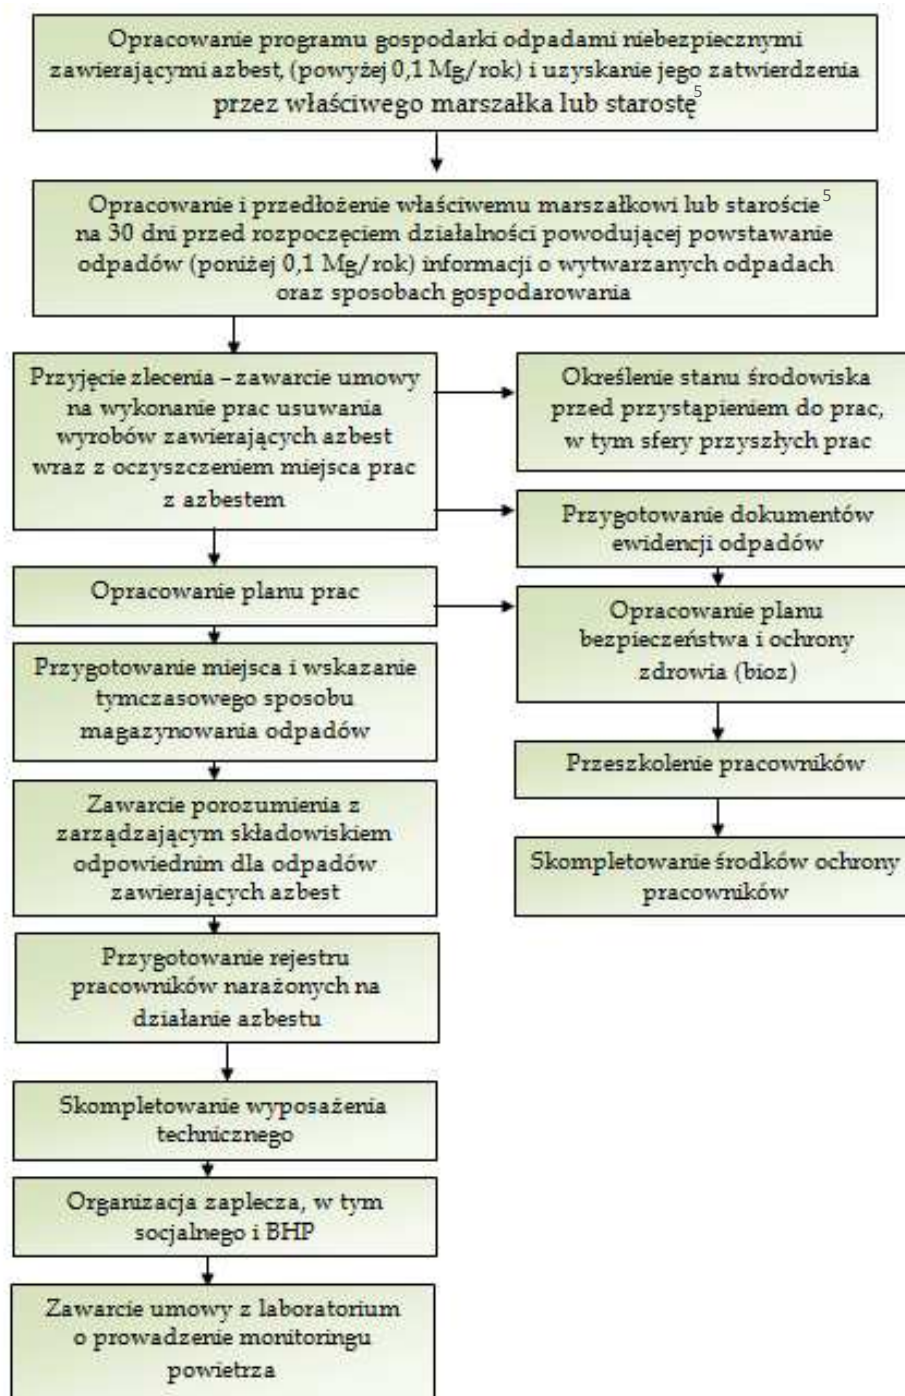 Opracowanie programu gospodarki odpadami niebezpiecznymi
zawierającymi azbest, (powyżej 0,1 Mg/rok) i uzyskanie jego zatwierdzenia
przez właściwego marszałka lub starostę5
Opracowanie i przedłożenie właściwemu marszałkowi lub staroście5
na 30 dni przed rozpoczęciem działalności powodującej powstawanie
odpadów (poniżej 0,1 Mg/rok) informacji o wytwarzanych odpadach
oraz sposobach gospodarowania
Przyjęcie zlecenia – zawarcie umowy
na wykonanie prac usuwania
wyrobów zawierających azbest
wraz z oczyszczeniem miejsca prac
z azbestem
Określenie stanu środowiska
przed przystąpieniem do prac,
w tym sfery przyszłych prac
Przygotowanie dokumentów
ewidencji odpadów
Opracowanie planu prac
Opracowanie planu
bezpieczeństwa i ochrony
zdrowia (bioz)
Przygotowanie miejsca i wskazanie
tymczasowego sposobu
magazynowania odpadów
Przeszkolenie pracowników
Zawarcie porozumienia z
zarządzającym składowiskiem
odpowiednim dla odpadów
zawierających azbest
Skompletowanie środków ochrony
pracowników
Przygotowanie rejestru
pracowników narażonych na
działanie azbestu
Skompletowanie wyposażenia
technicznego
Organizacja zaplecza, w tym
socjalnego i BHP
Zawarcie umowy z laboratorium
o prowadzenie monitoringu
powietrza